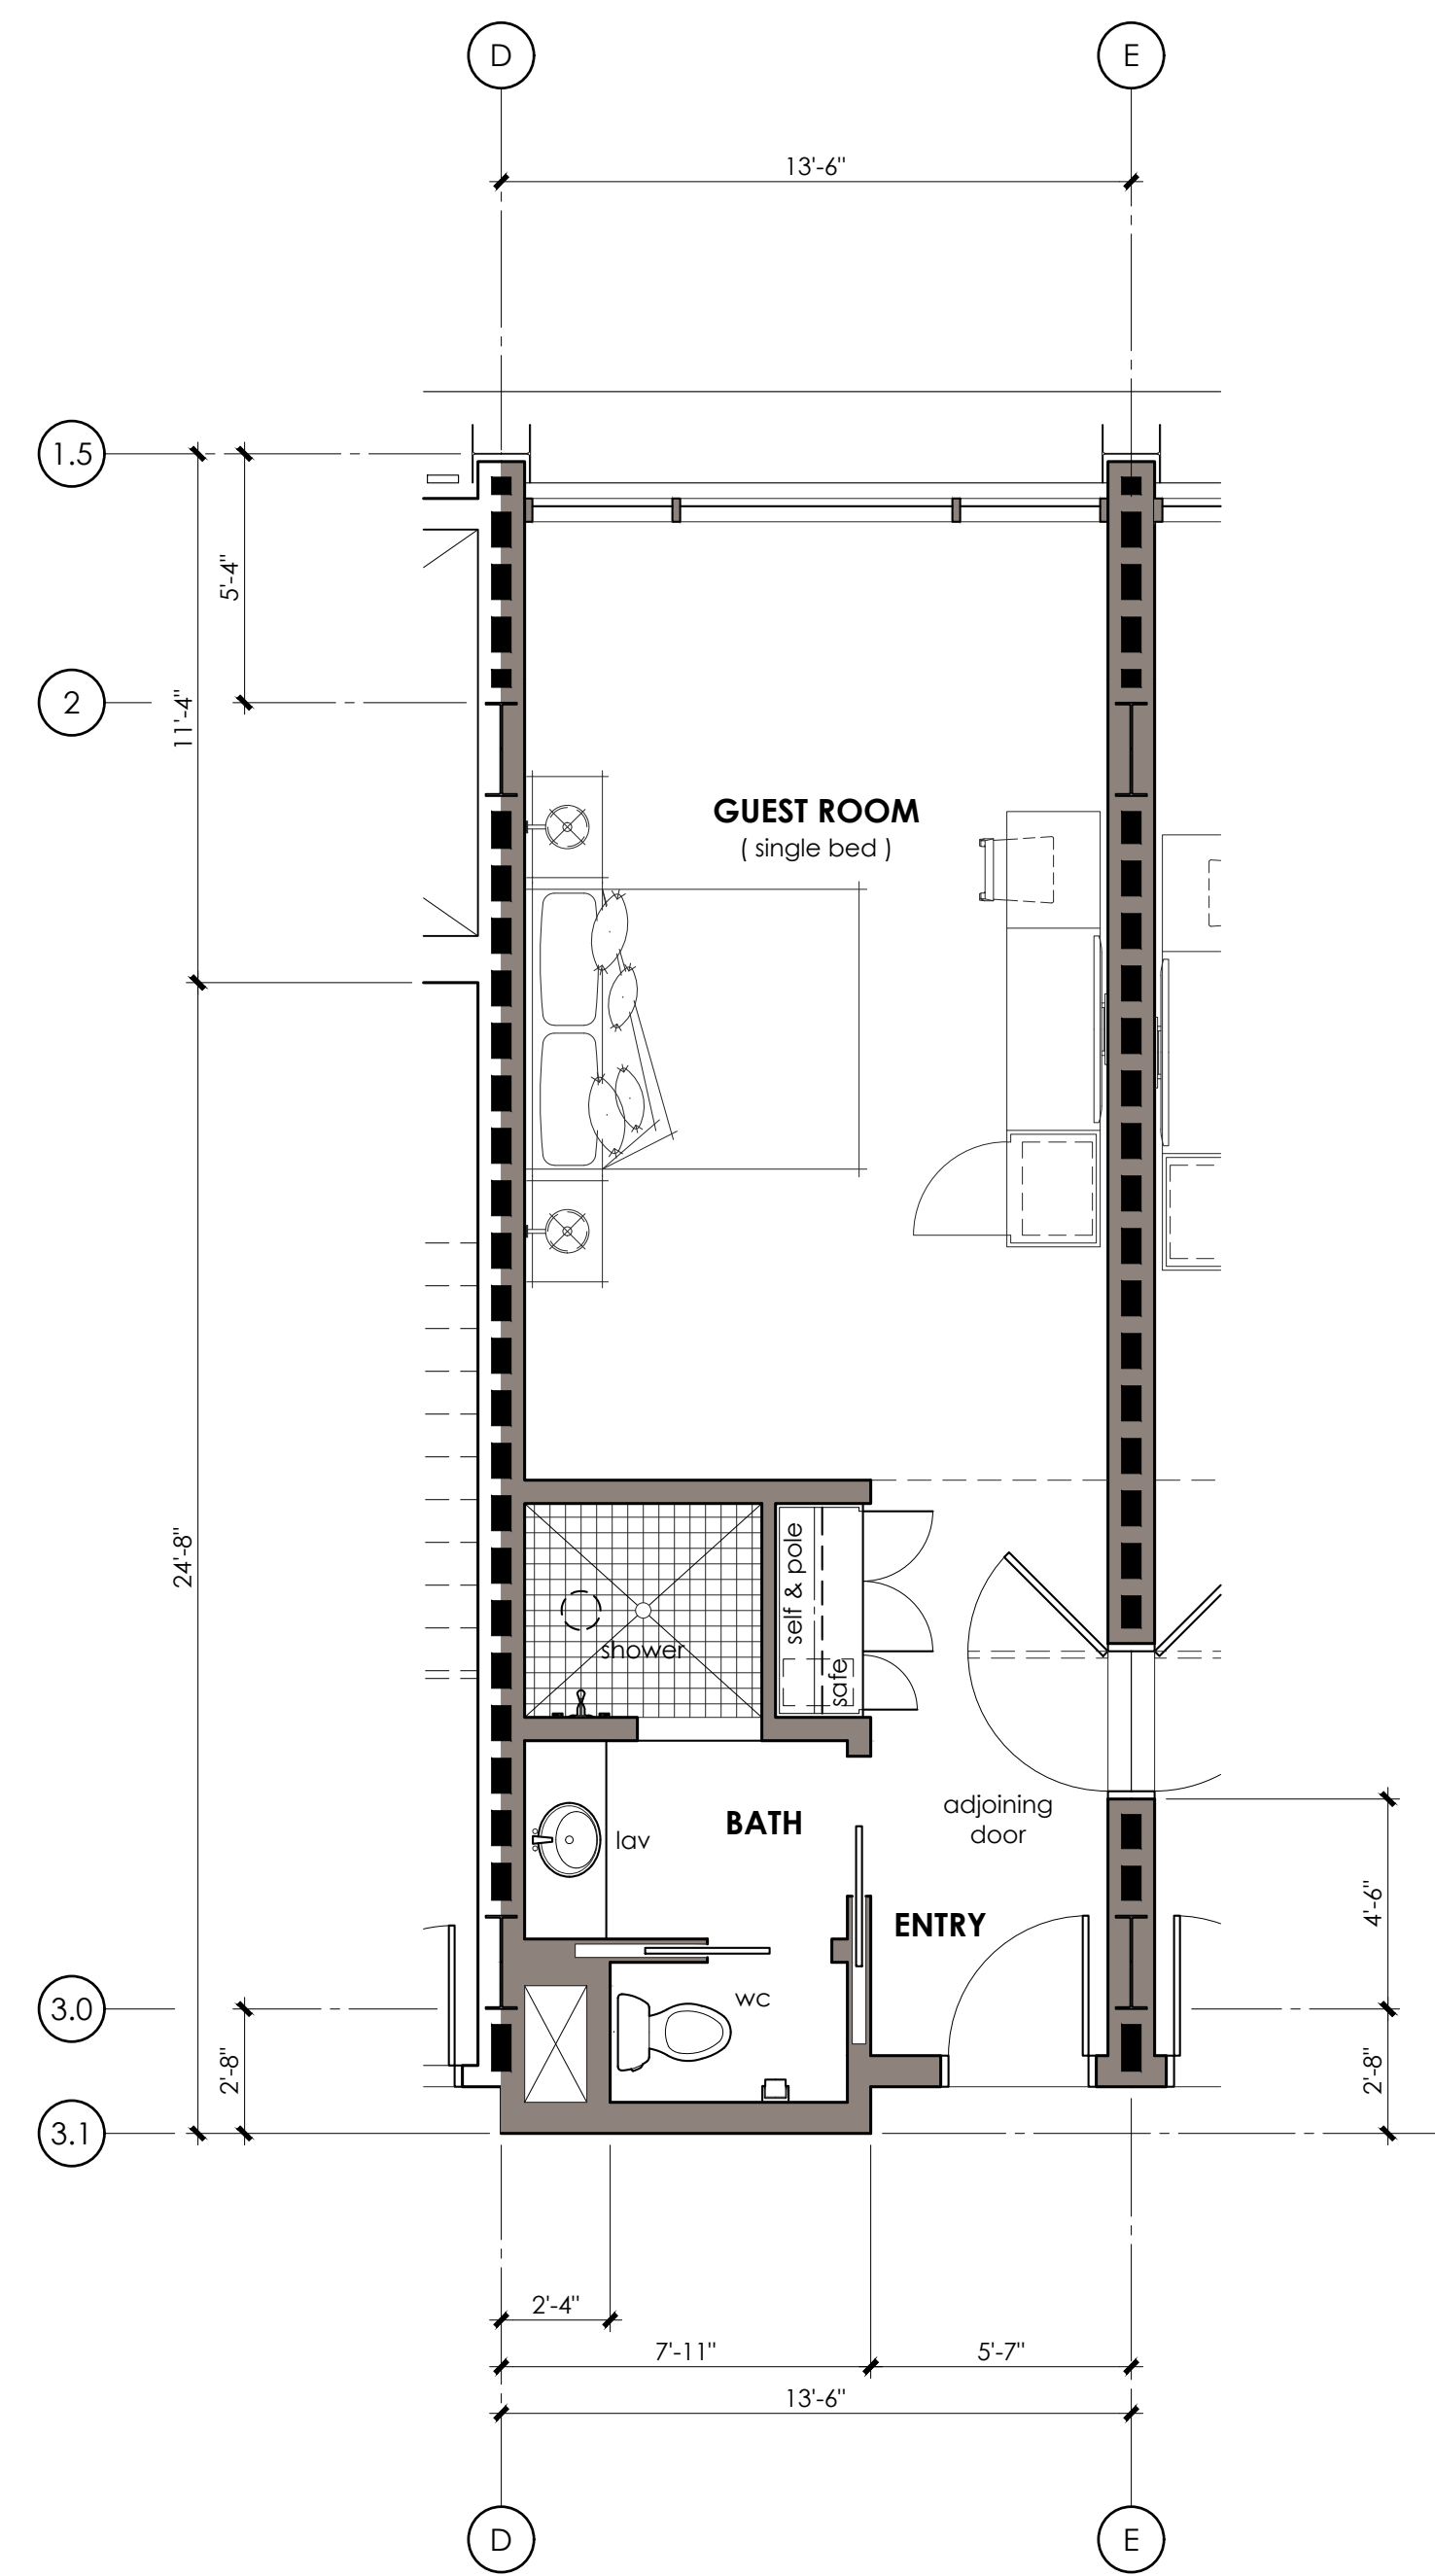 D
E
13'-6"
1.5
5'-4"
2
11'-4"
GUEST ROOM
( single bed )
24'-8"
self & pole
shower
safe
adjoining
door
BATH
lav
ENTRY
4'-6"
wc
3.0
2'-8"
2'-8"
3.1
2'-4"
7'-11"
5'-7"
13'-6"
D
E